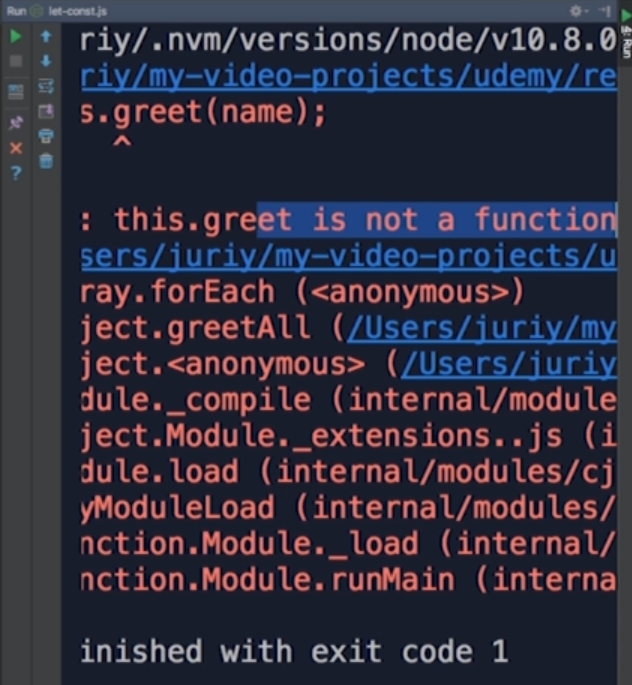 Run let-const.js
riy/.nvm/versions/node/v10.8.0
riy/my-video-projects/udemy/re
s.greet(name);
^
: this.greet is not a function
sers/juriy/my-video-projects/u
ray.forEach (<anonymous>)
ject.greetAll (/Users/juriy/my
ject.<anonymous> (/Users/juriy
dule._compile (internal/module
ject.Module._extensions..js (i
dule.load (internal/modules/cj
yModuleLoad (internal/modules/
nction.Module._load (internal/
nction.Module.runMain (interna
inished with exit code 1
4: Run